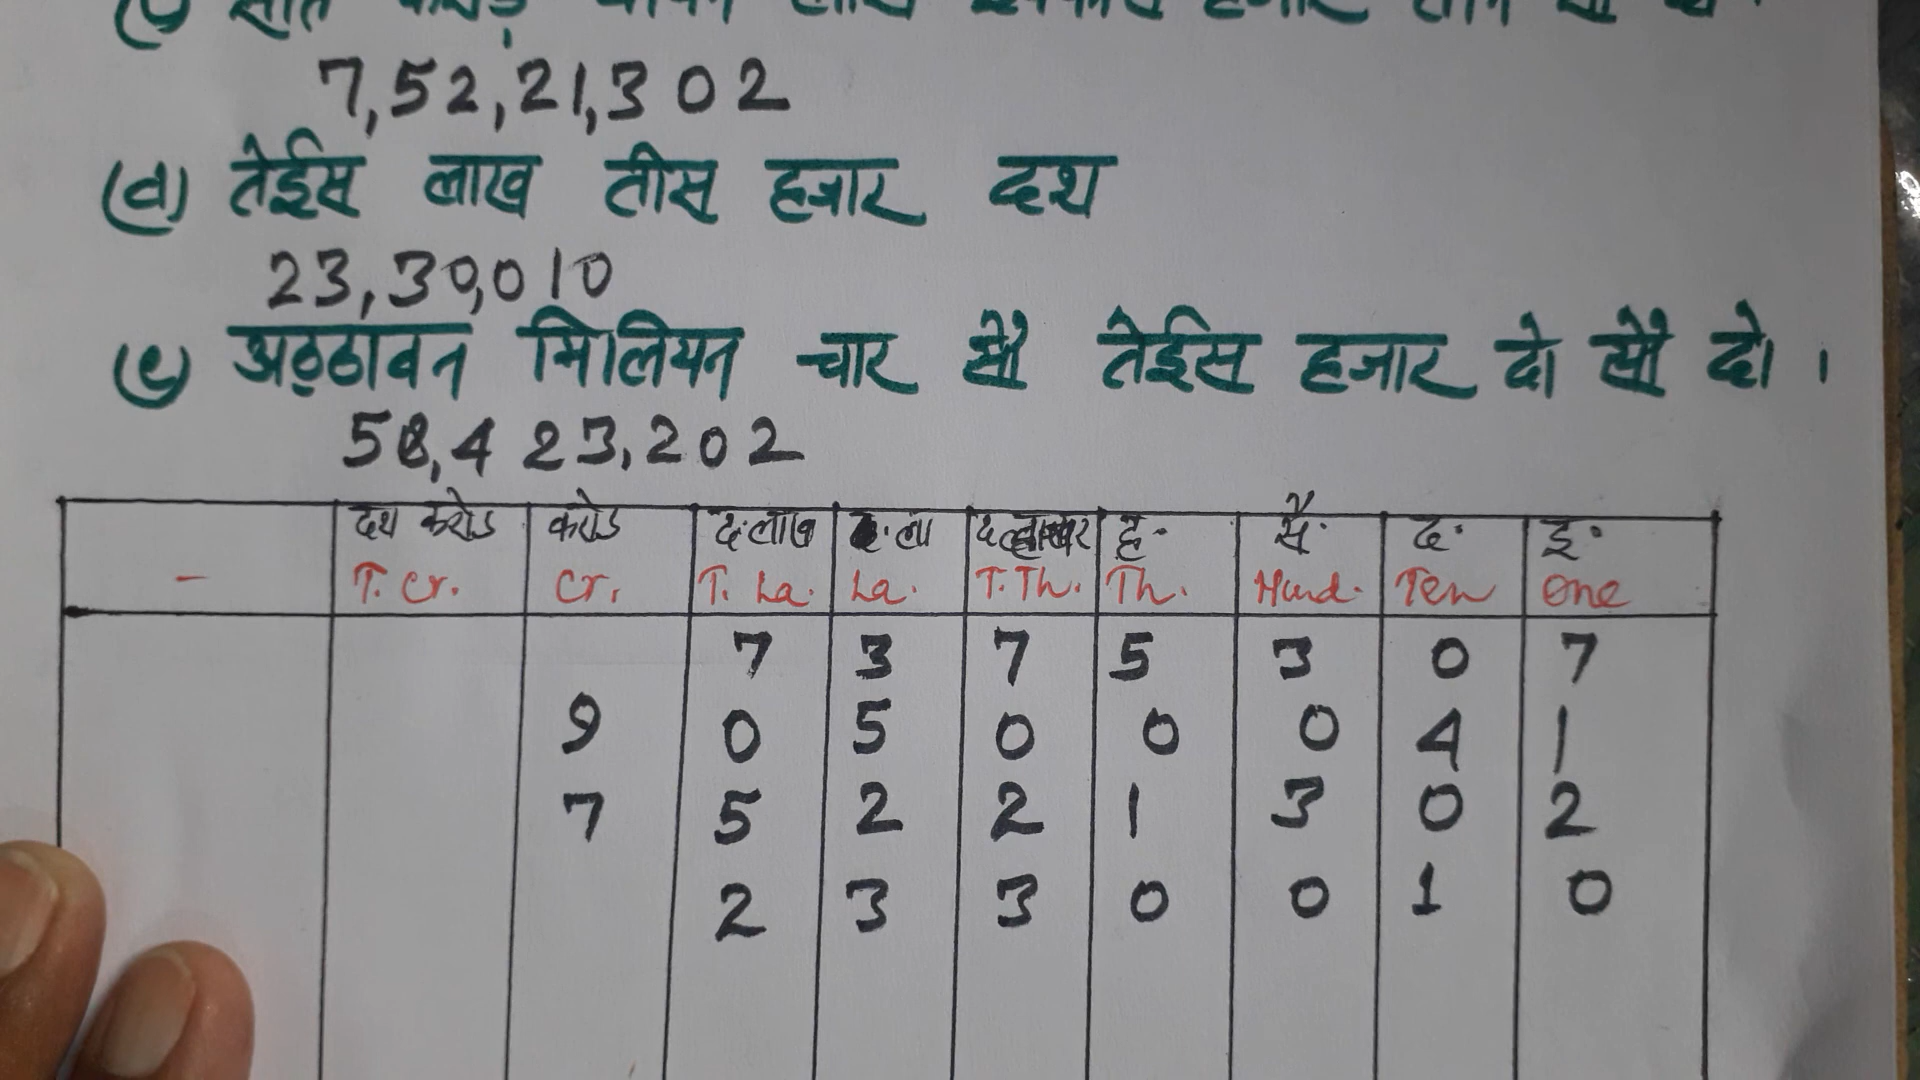 7,52,21,302
(d) तेईस लाख तीस हजार दश
23,30,010
(e) अठ्ठावन मिलियन चार सौ तेईस हजार दो सौ दो ।
58,423,202
दश करोड करोड द.लाख ला द ह. सै. द. इ.
- T. Cr. Cr. T. La. La. T.Th. Th. Hund. Ten One
7 3 7 5 3 0 7
9 0 5 0 0 0 4 1
7 5 2 2 1 3 0 2
2 3 3 0 0 1 0